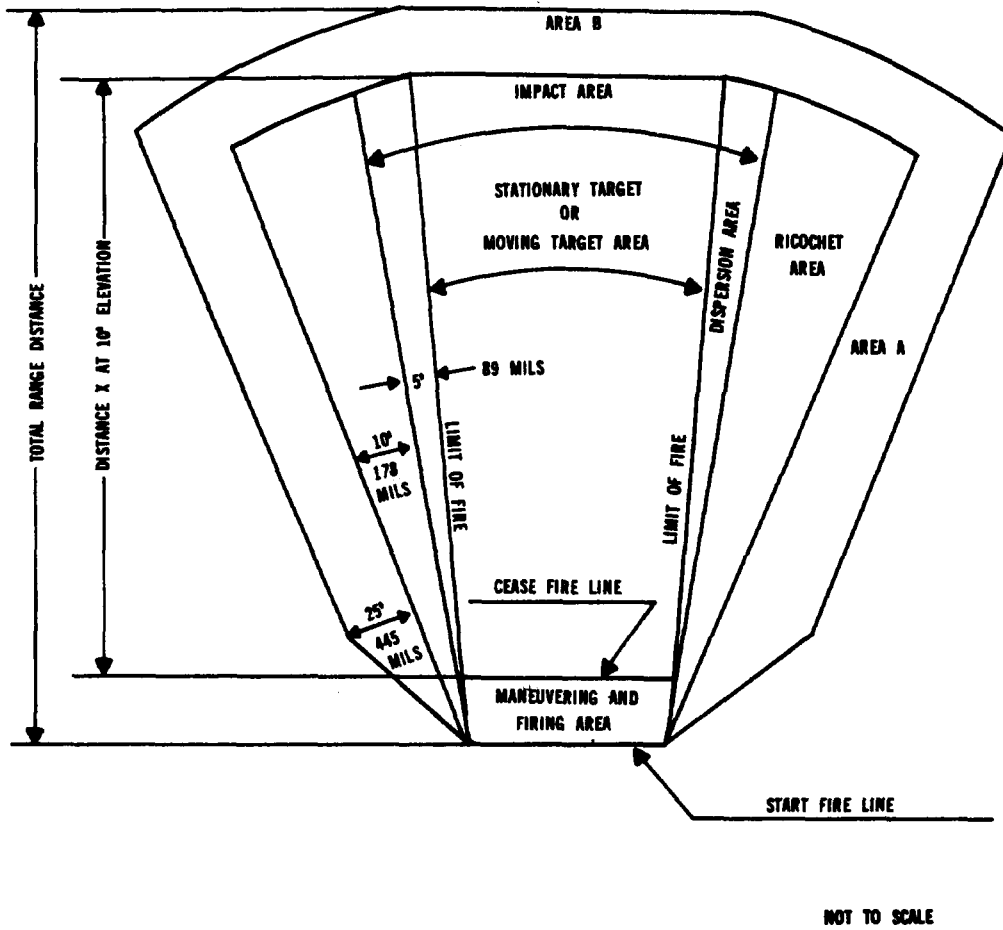 AREA B
IMPACT AREA
STATIONARY TARGET
OR
MOVING TARGET AREA
DISPERSION AREA
RICOCHET
AREA
AREA A
TOTAL RANGE DISTANCE
DISTANCE X AT 10° ELEVATION
5°
89 MILS
10°
178
MILS
LIMIT OF FIRE
LIMIT OF FIRE
25°
445
MILS
CEASE FIRE LINE
MANEUVERING AND
FIRING AREA
START FIRE LINE
NOT TO SCALE